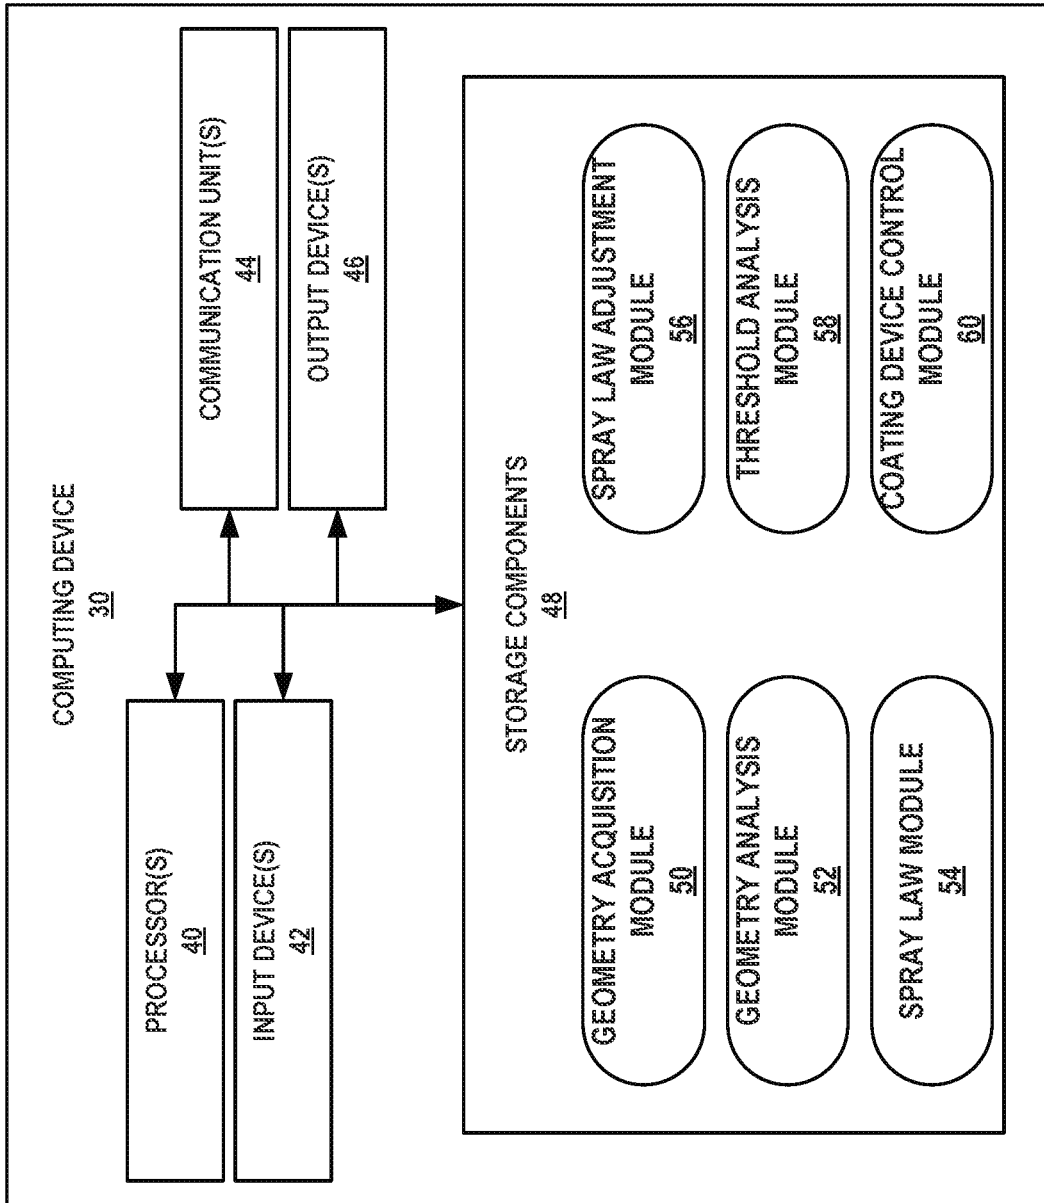 COMPUTING DEVICE
30
PROCESSOR(S)
40
INPUT DEVICE(S)
42
COMMUNICATION UNIT(S)
44
OUTPUT DEVICE(S)
46
STORAGE COMPONENTS
48
GEOMETRY ACQUISITION
MODULE
50
GEOMETRY ANALYSIS
MODULE
52
SPRAY LAW MODULE
54
SPRAY LAW ADJUSTMENT
MODULE
56
THRESHOLD ANALYSIS
MODULE
58
COATING DEVICE CONTROL
MODULE
60